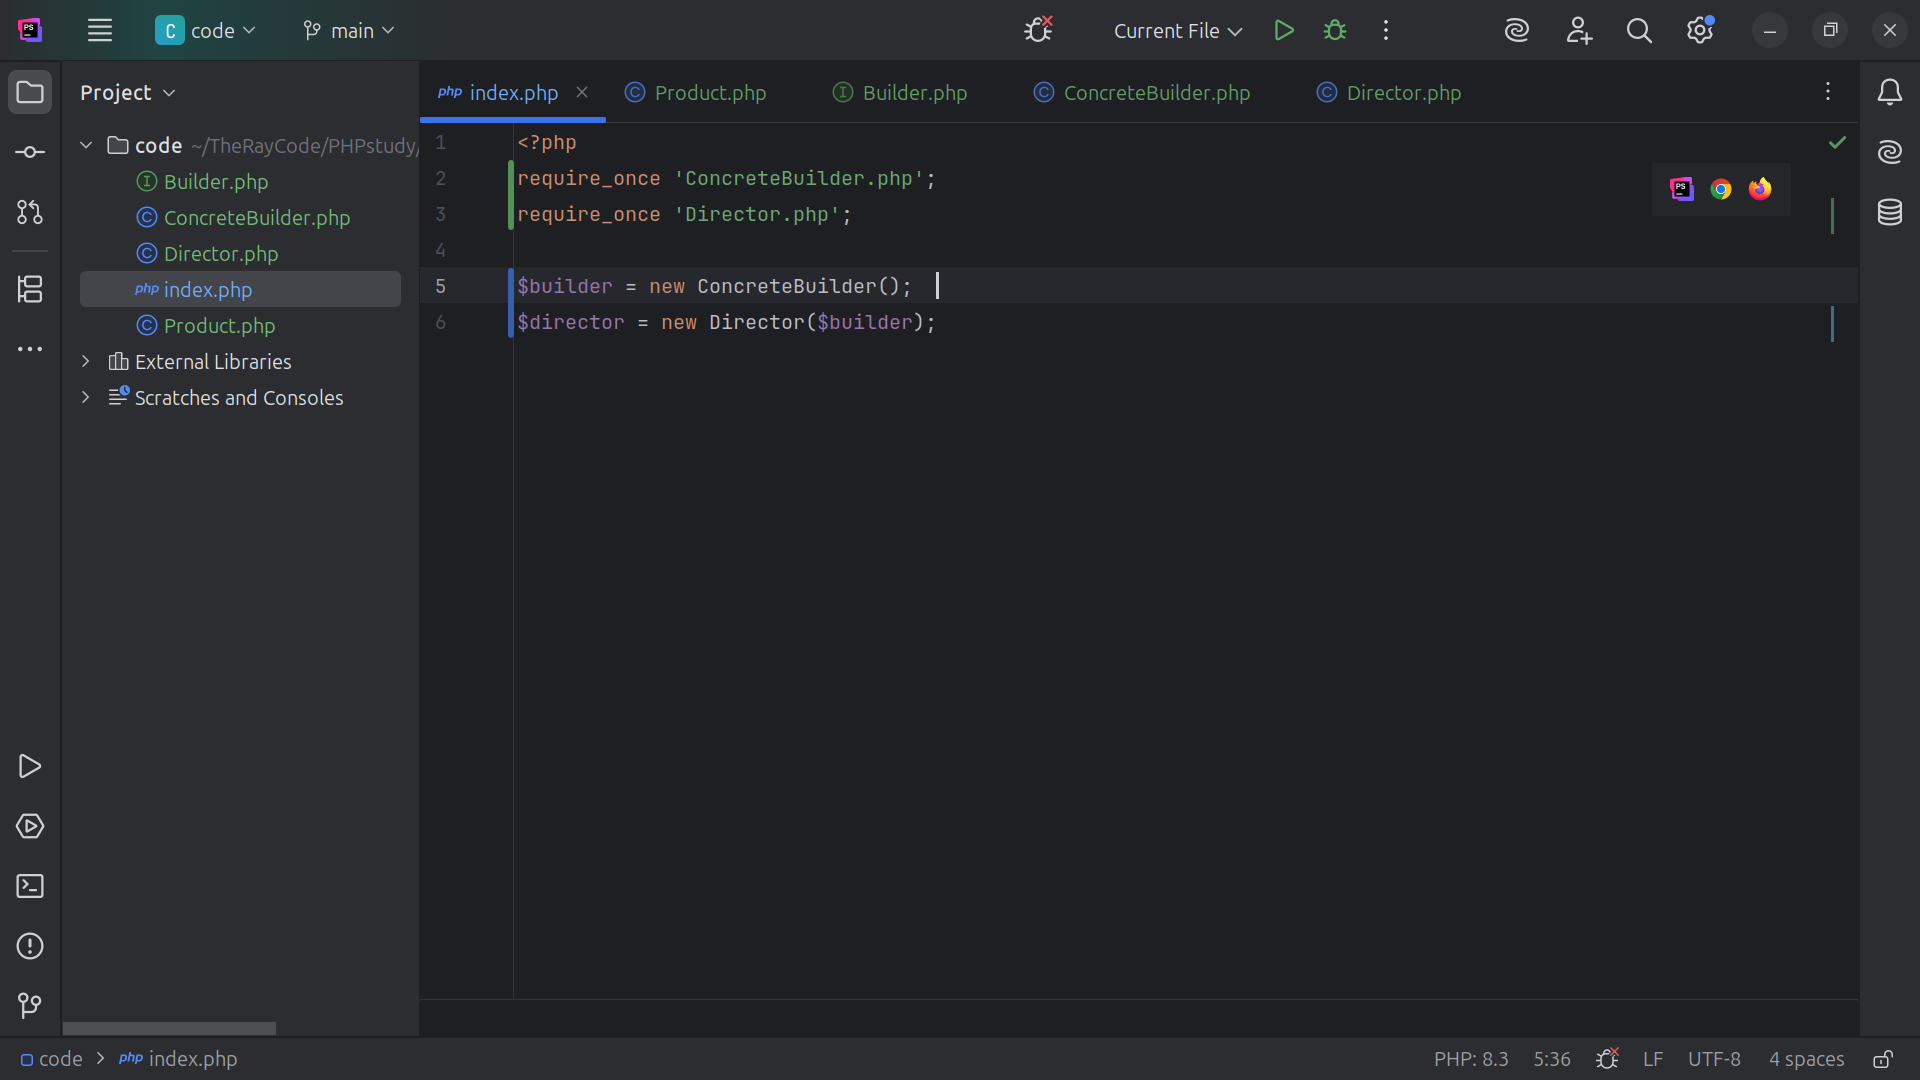 PS
C code main Current File
Project
php index.php Product.php Builder.php ConcreteBuilder.php Director.php
code ~/TheRayCode/PHPstudy/
Builder.php
ConcreteBuilder.php
Director.php
php index.php
Product.php
External Libraries
Scratches and Consoles
1 <?php
2 require_once 'ConcreteBuilder.php';
3 require_once 'Director.php';
4
5 $builder = new ConcreteBuilder();
6 $director = new Director($builder);
PS
code > php index.php
PHP: 8.3 5:36 LF UTF-8 4 spaces